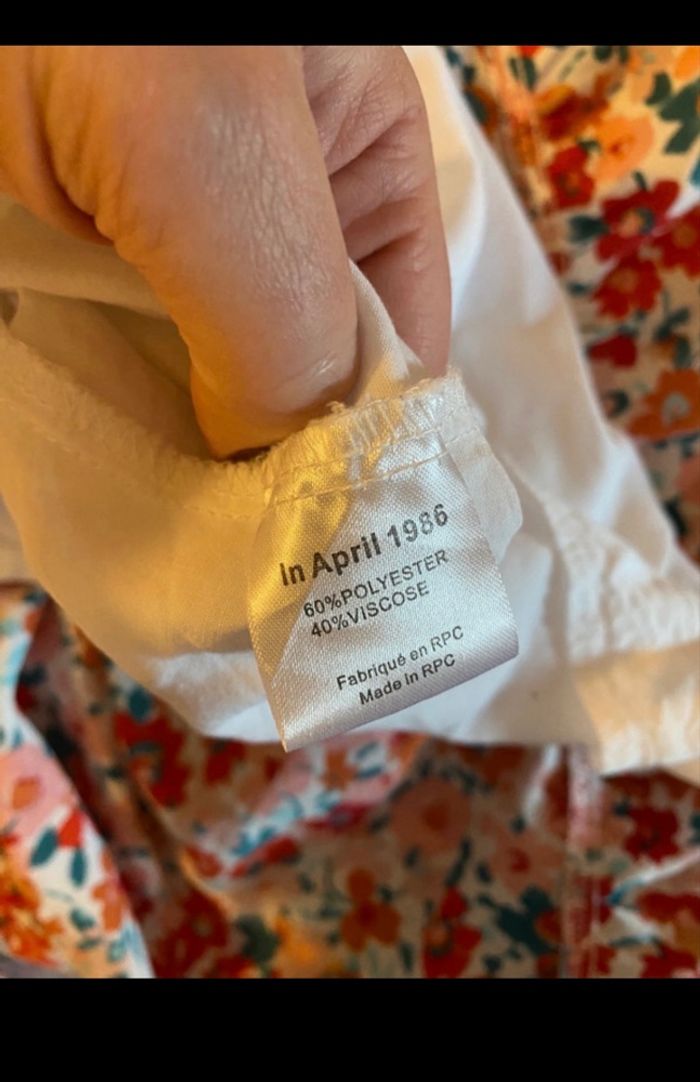 In April 1986
60%POLYESTER
40%VISCOSE
Fabriqué en RPC
Made in RPC